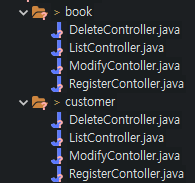 > book
DeleteController.java
ListController.java
ModifyContoller.java
RegisterContoller.java
> customer
DeleteController.java
ListController.java
ModifyContoller.java
RegisterContoller.java